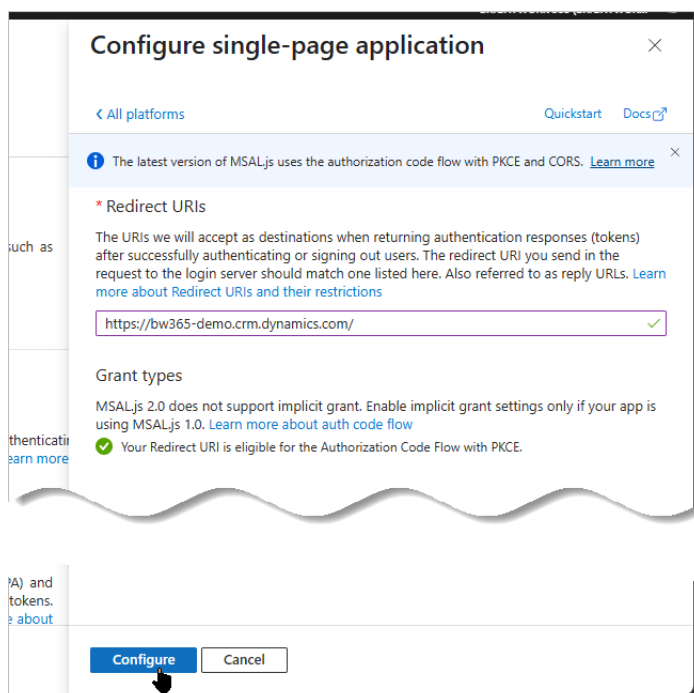 Configure single-page application
All platforms
Quickstart
Docs
The latest version of MSAL.js uses the authorization code flow with PKCE and CORS. Learn more
* Redirect URIs
such as
The URIs we will accept as destinations when returning authentication responses (tokens)
after successfully authenticating or signing out users. The redirect URI you send in the
request to the login server should match one listed here. Also referred to as reply URLs. Learn
more about Redirect URIs and their restrictions
https://bw365-demo.crm.dynamics.com/
Grant types
MSAL.js 2.0 does not support implicit grant. Enable implicit grant settings only if your app is
using MSAL.js 1.0. Learn more about auth code flow
thenticati
Your Redirect URI is eligible for the Authorization Code Flow with PKCE.
earn more
PA) and
tokens.
e about
Configure
Cancel